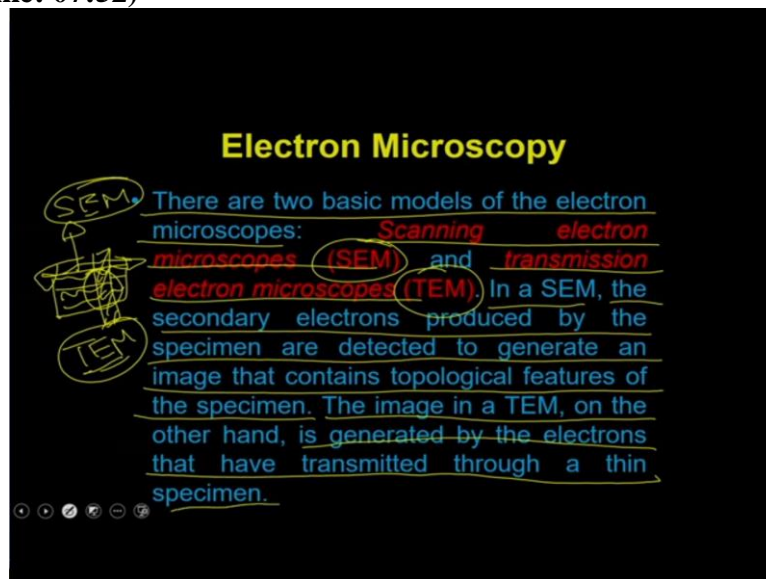 Electron Microscopy
SEM
There are two basic models of the electron
microscopes: Scanning electron
microscopes (SEM) and transmission
electron microscopes (TEM). In a SEM, the
TEM
secondary electrons produced by the
specimen are detected to generate an
image that contains topological features of
the specimen. The image in a TEM, on the
other hand, is generated by the electrons
that have transmitted through a thin
specimen.